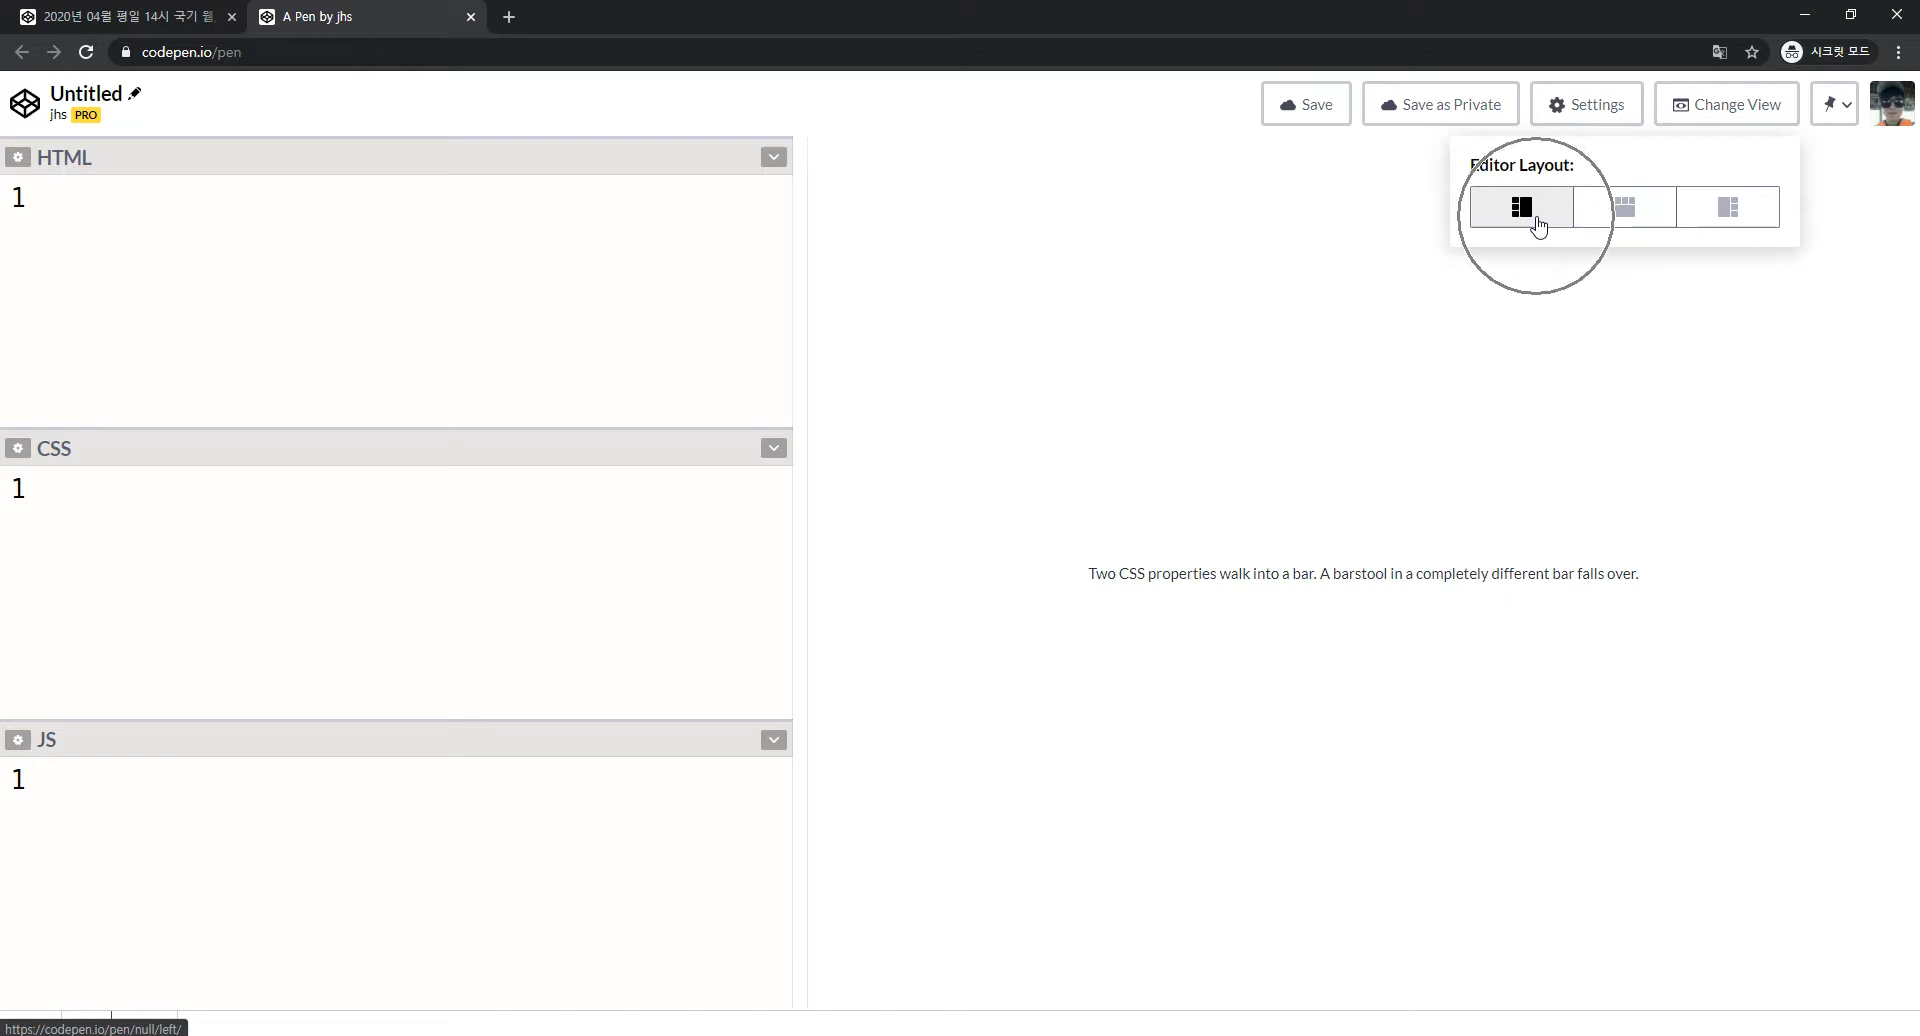 2020년 04월 평일 14시 국기 웹
A Pen by jhs
codepen.io/pen
시크릿 모드
Untitled
jhs PRO
Save
Save as Private
Settings
Change View
HTML
1
Editor Layout:
CSS
1
Two CSS properties walk into a bar. A barstool in a completely different bar falls over.
JS
1
https://codepen.io/pen/null/left/